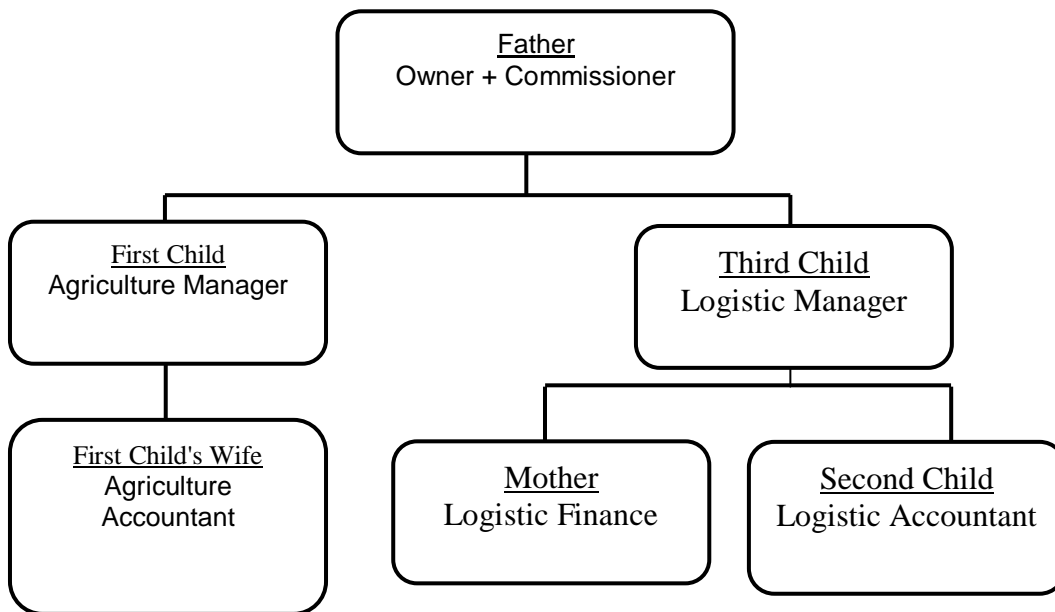 Father
Owner + Commissioner
First Child
Agriculture Manager
Third Child
Logistic Manager
First Child's Wife
Agriculture
Accountant
Mother
Logistic Finance
Second Child
Logistic Accountant